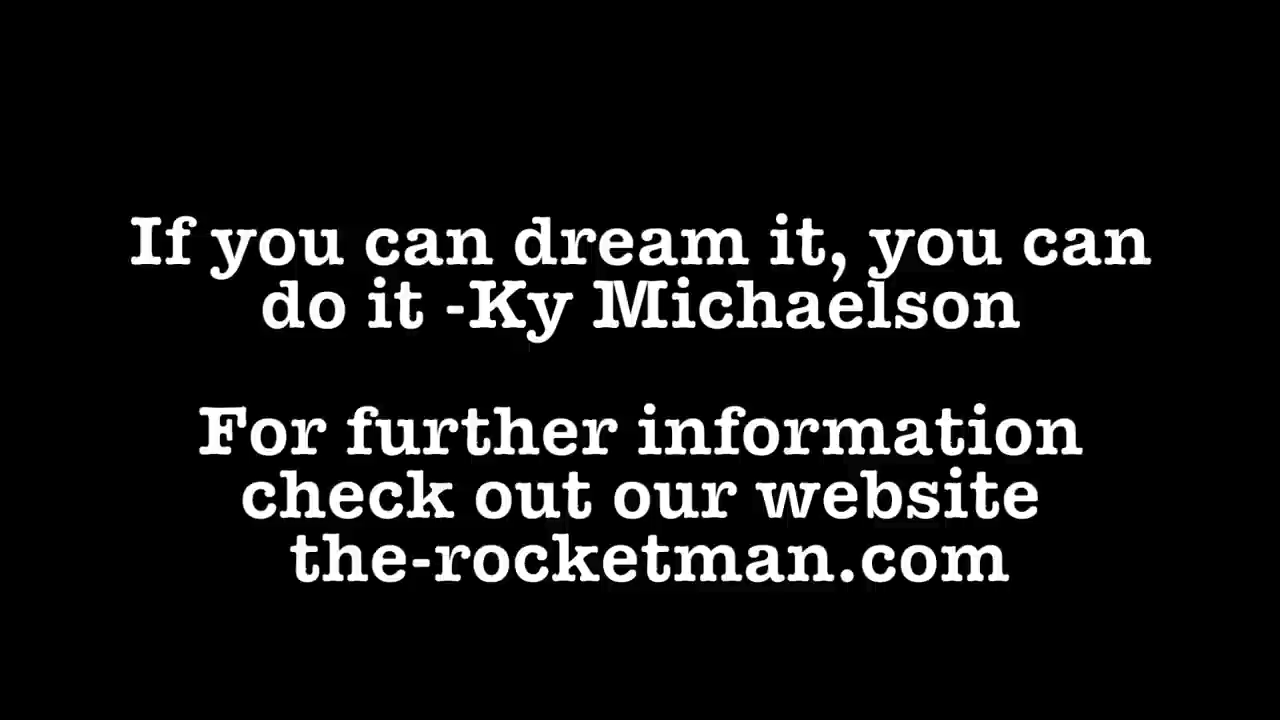 If you can dream it, you can
do it -Ky Michaelson
For further information
check out our website
the-rocketman.com